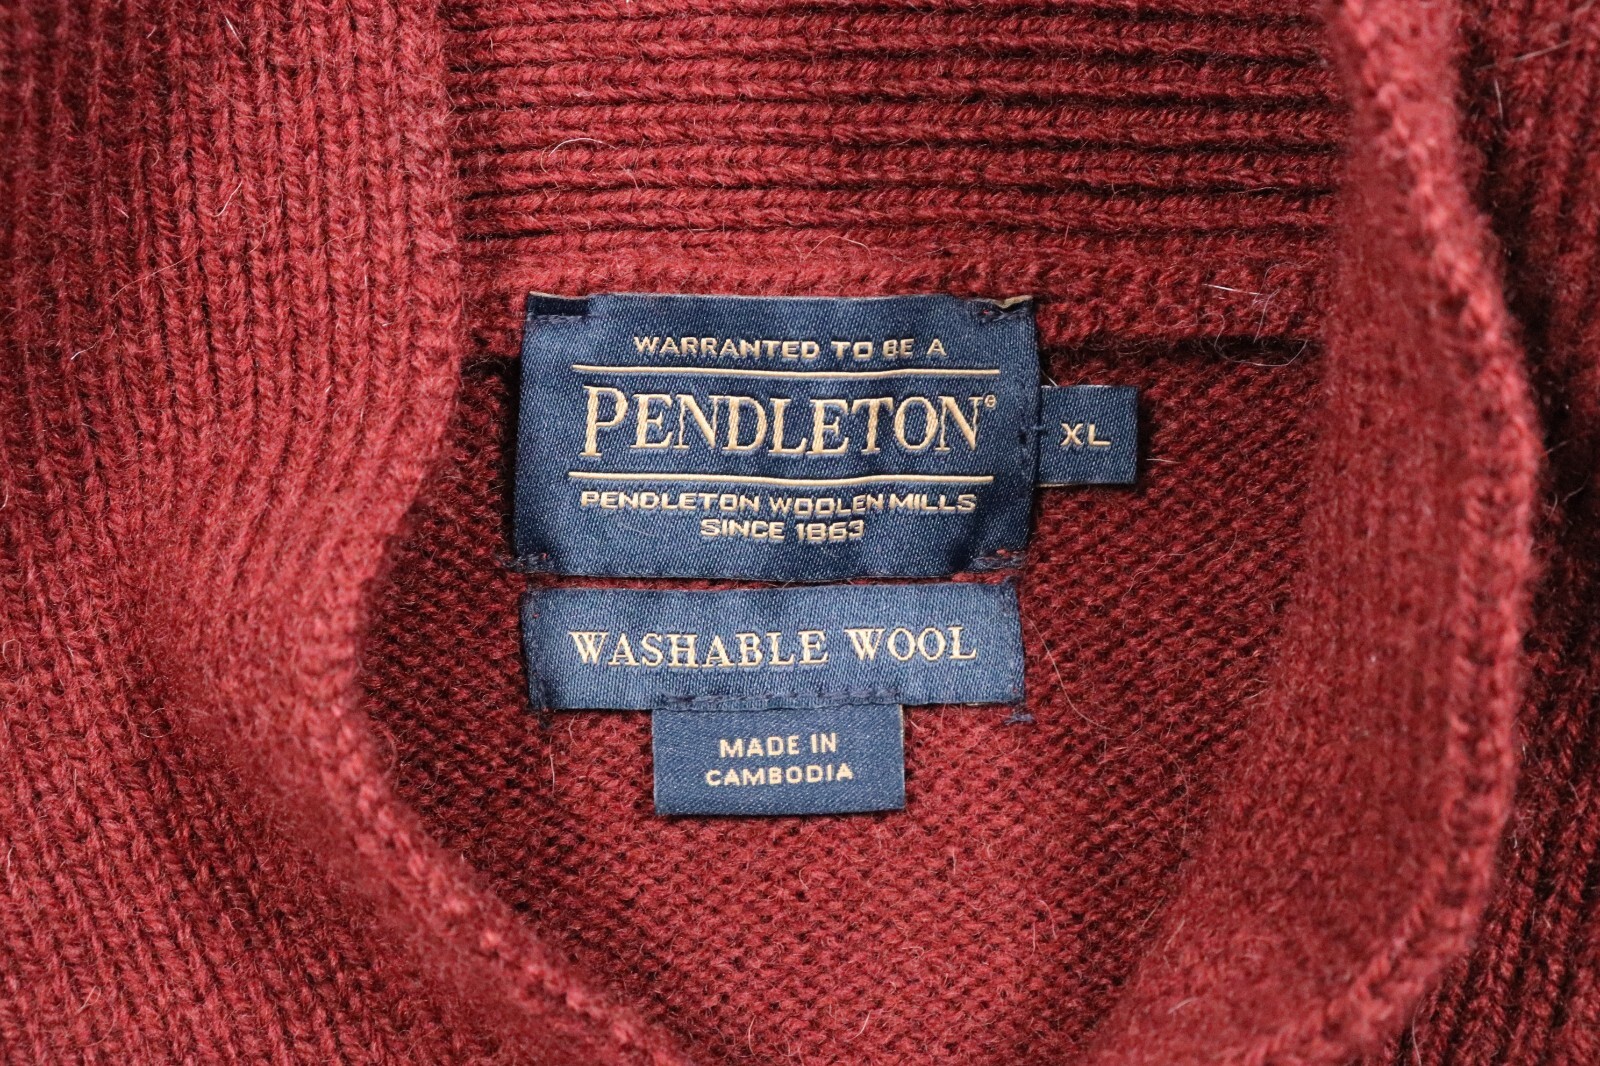 WARRANTED TO BE A
PENDLETON®
XL
PENDLETON WOOLEN MILLS
SINCE 1863
WASHABLE WOOL
MADE IN
CAMBODIA